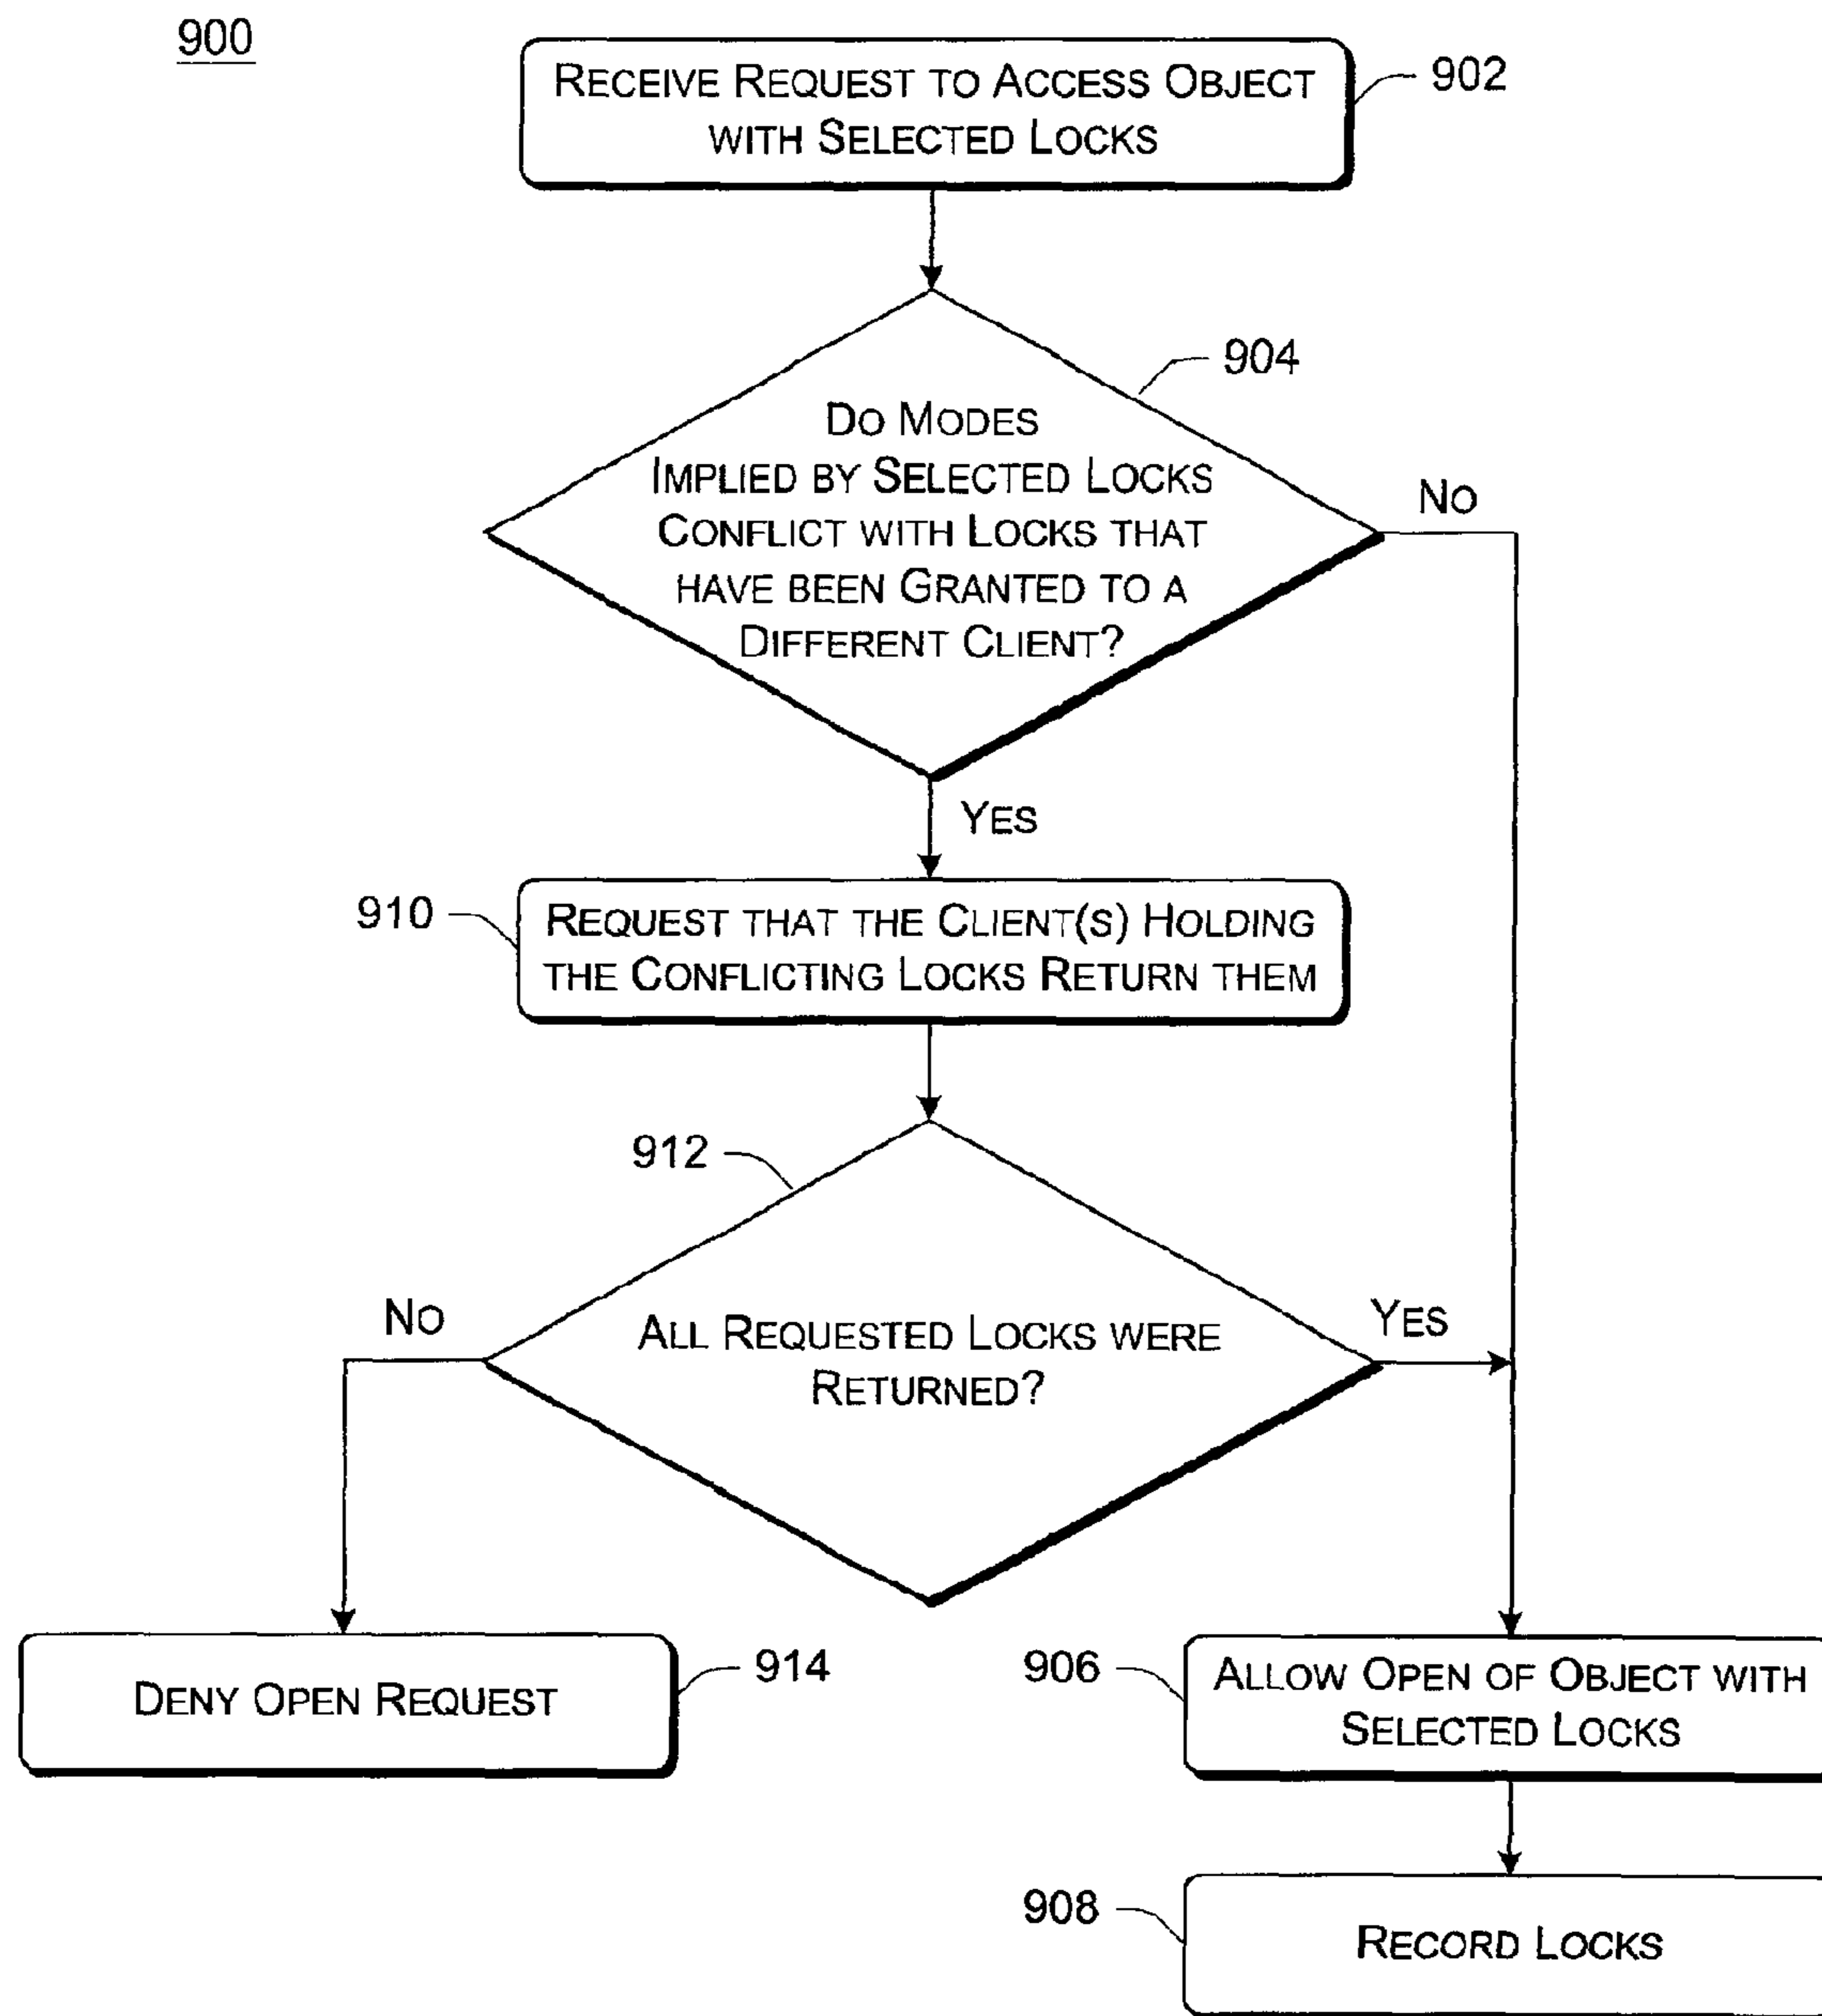 900
RECEIVE REQUEST TO ACCESS OBJECT
WITH SELECTED LOCKS
902
904
DO MODES
IMPLIED BY SELECTED LOCKS
CONFLICT WITH LOCKS THAT
HAVE BEEN GRANTED TO A
DIFFERENT CLIENT?
NO
YES
910
REQUEST THAT THE CLIENT(S) HOLDING
THE CONFLICTING LOCKS RETURN THEM
912
NO
ALL REQUESTED LOCKS WERE
RETURNED?
YES
DENY OPEN REQUEST
914
906
ALLOW OPEN OF OBJECT WITH
SELECTED LOCKS
908
RECORD LOCKS